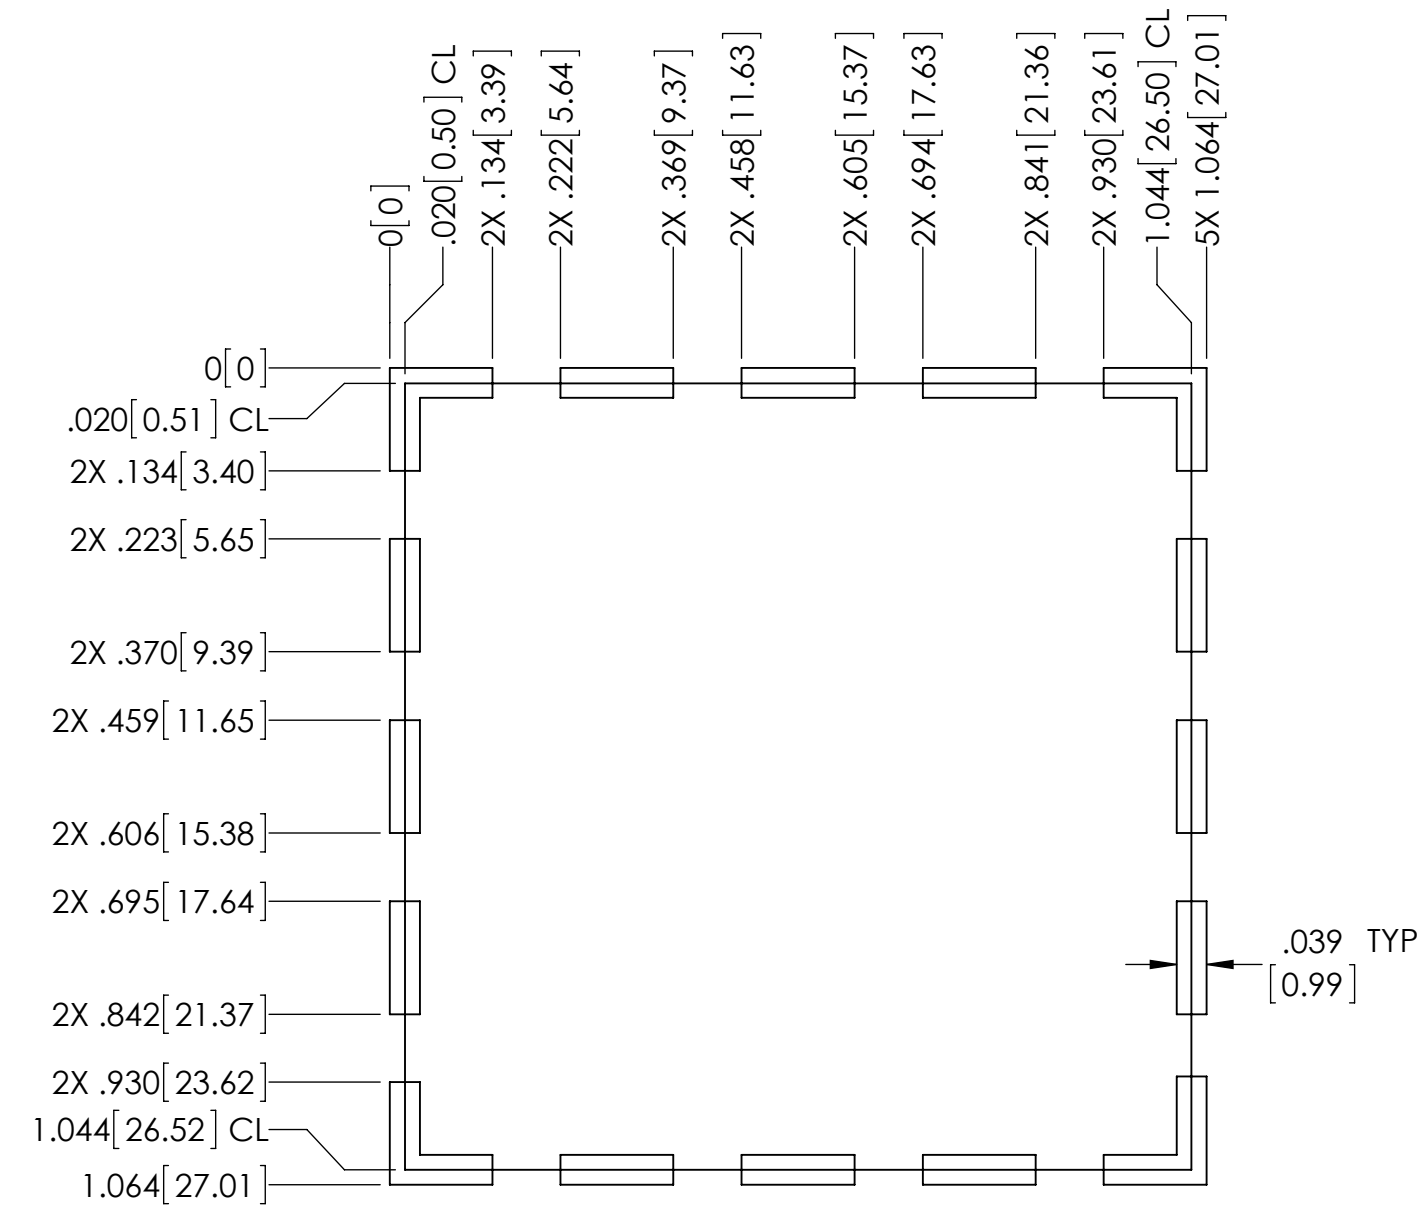 0[0]
.020[0.50] CL
2X .134[3.39]
2X .222[5.64]
2X .369[9.37]
2X .458[11.63]
2X .605[15.37]
2X .694[17.63]
2X .841[21.36]
2X .930[23.61]
1.044[26.50] CL
5X 1.064[27.01]
0[0]
.020[0.51] CL
2X .134[3.40]
2X .223[5.65]
2X .370[9.39]
2X .459[11.65]
2X .606[15.38]
2X .695[17.64]
.039 TYP
[0.99]
2X .842[21.37]
2X .930[23.62]
1.044[26.52] CL
1.064[27.01]